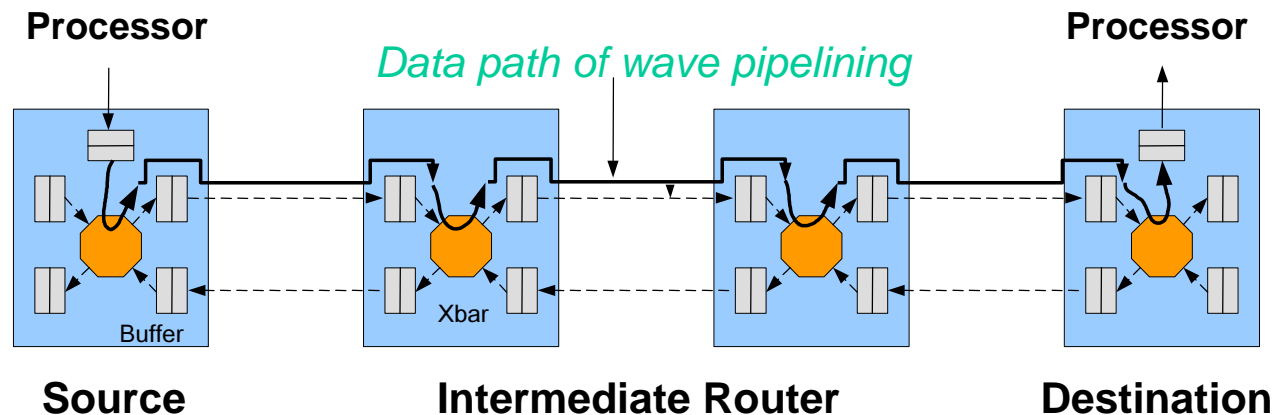 Processor
Processor
Data path of wave pipelining
Buffer
Xbar
Source
Intermediate Router
Destination